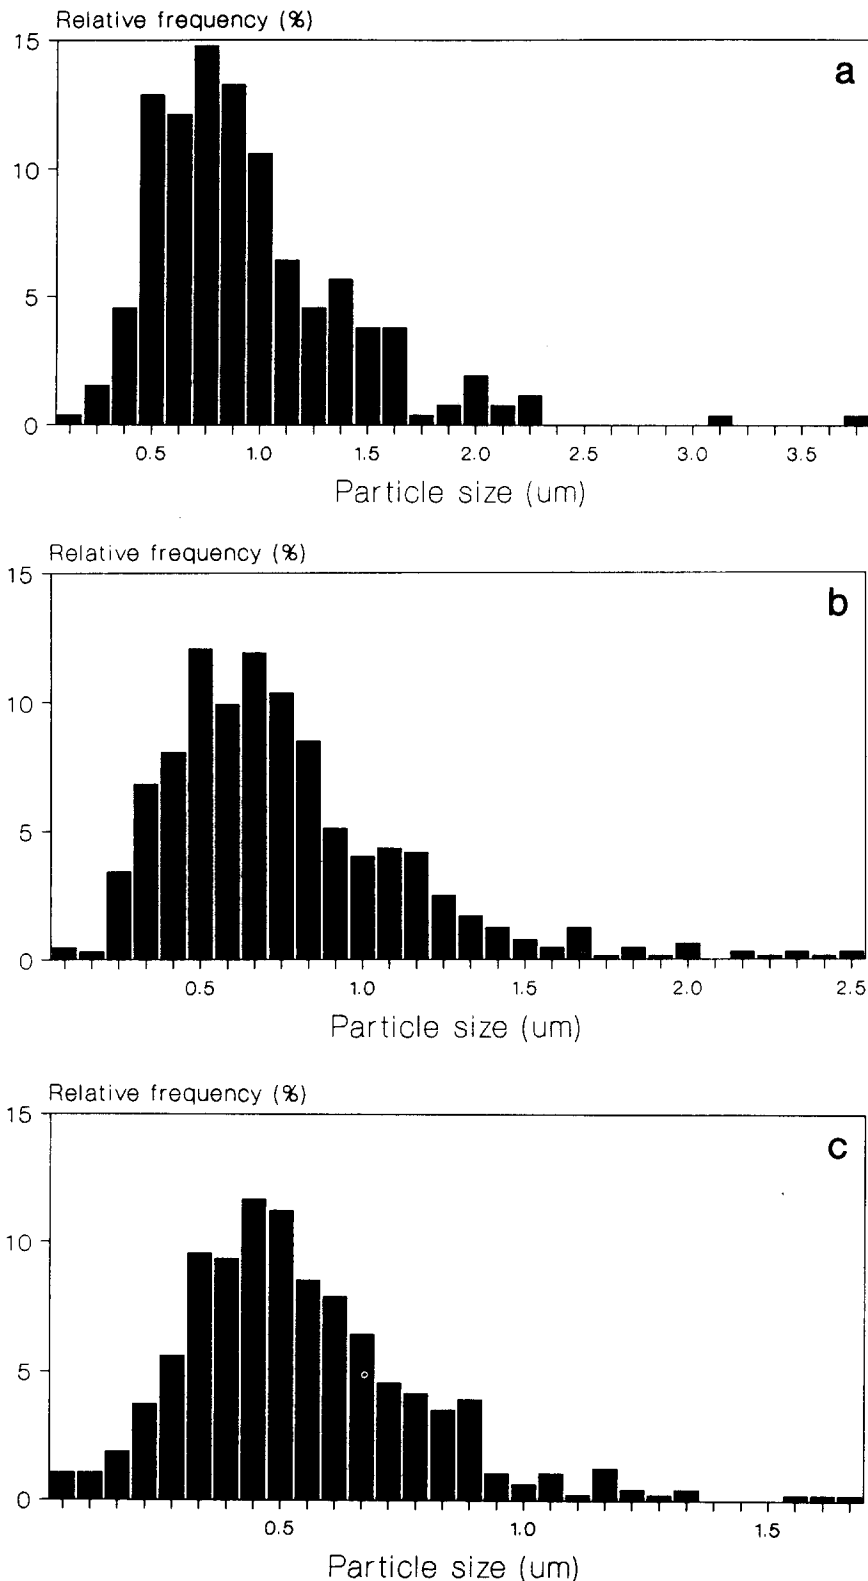 Relative frequency (%)
15
a
10
5
0
0.5 1.0 1.5 2.0 2.5 3.0 3.5
Particle size (um)
Relative frequency (%)
15
b
10
5
0
0.5 1.0 1.5 2.0 2.5
Particle size (um)
Relative frequency (%)
15
c
10
5
0
0.5 1.0 1.5
Particle size (um)